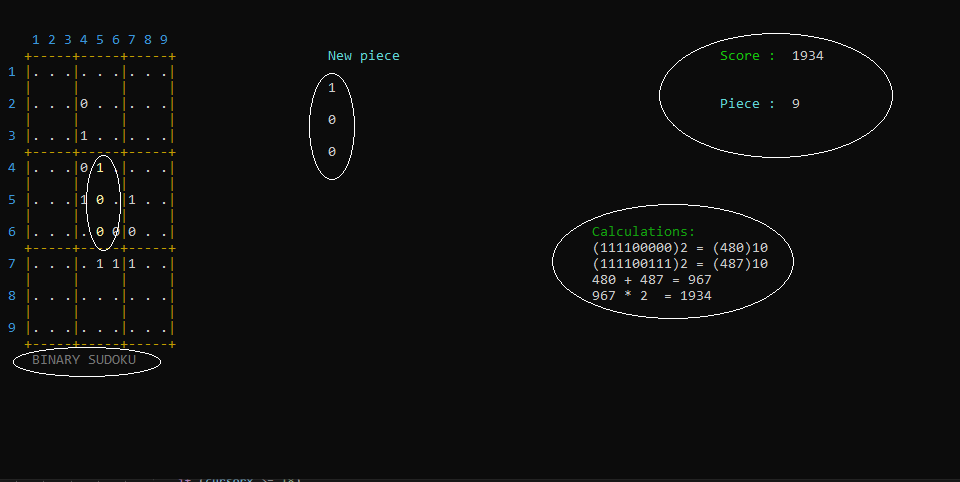 1 2 3 4 5 6 7 8 9
+-----+-----+-----+
1 |. . .|. . .|. . .|
| | | |
2 |. . .|0 . .|. . .|
| | | |
3 |. . .|1 . .|. . .|
+-----+-----+-----+
4 |. . .|0 1 .|. . .|
| | | |
5 |. . .|1 0 .|1 . .|
| | | |
6 |. . .|. 0 0|0 . .|
+-----+-----+-----+
7 |. . .|. 1 1|1 . .|
| | | |
8 |. . .|. . .|. . .|
| | | |
9 |. . .|. . .|. . .|
+-----+-----+-----+
BINARY SUDOKU
New piece
1
0
0
Score : 1934
Piece : 9
Calculations:
(111100000)2 = (480)10
(111100111)2 = (487)10
480 + 487 = 967
967 * 2 = 1934